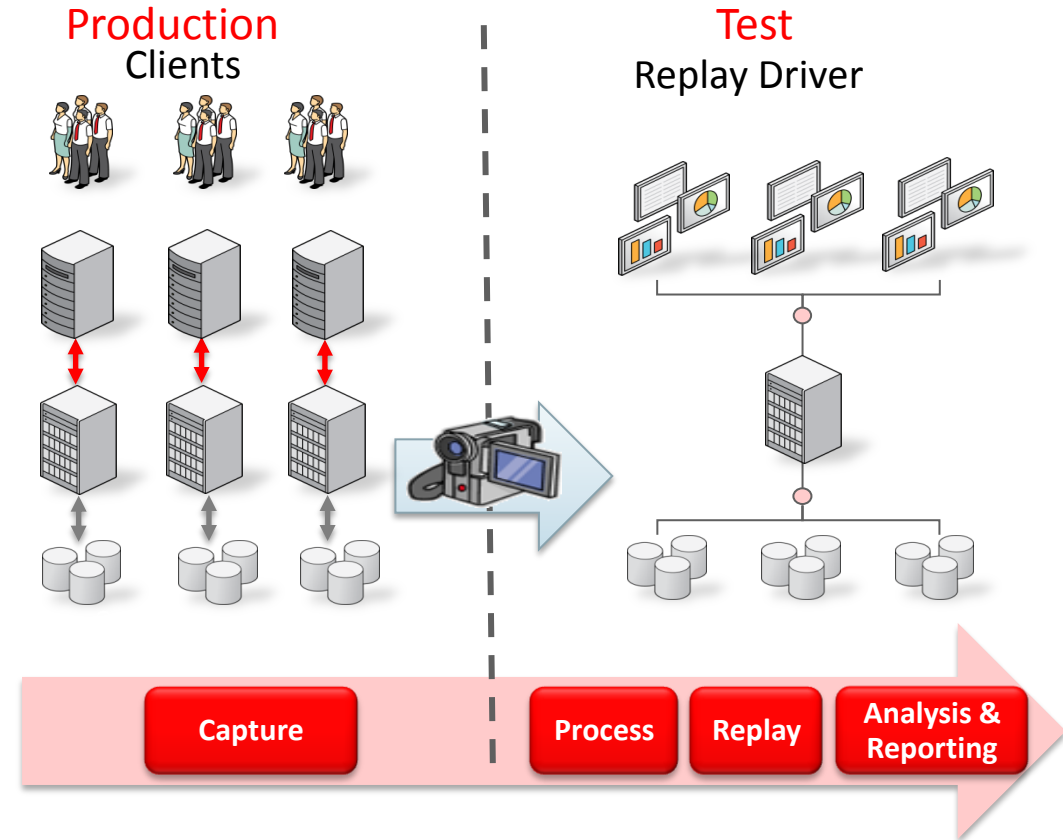 Production
Clients
Test
Replay Driver
Capture
Process
Replay
Analysis &
Reporting